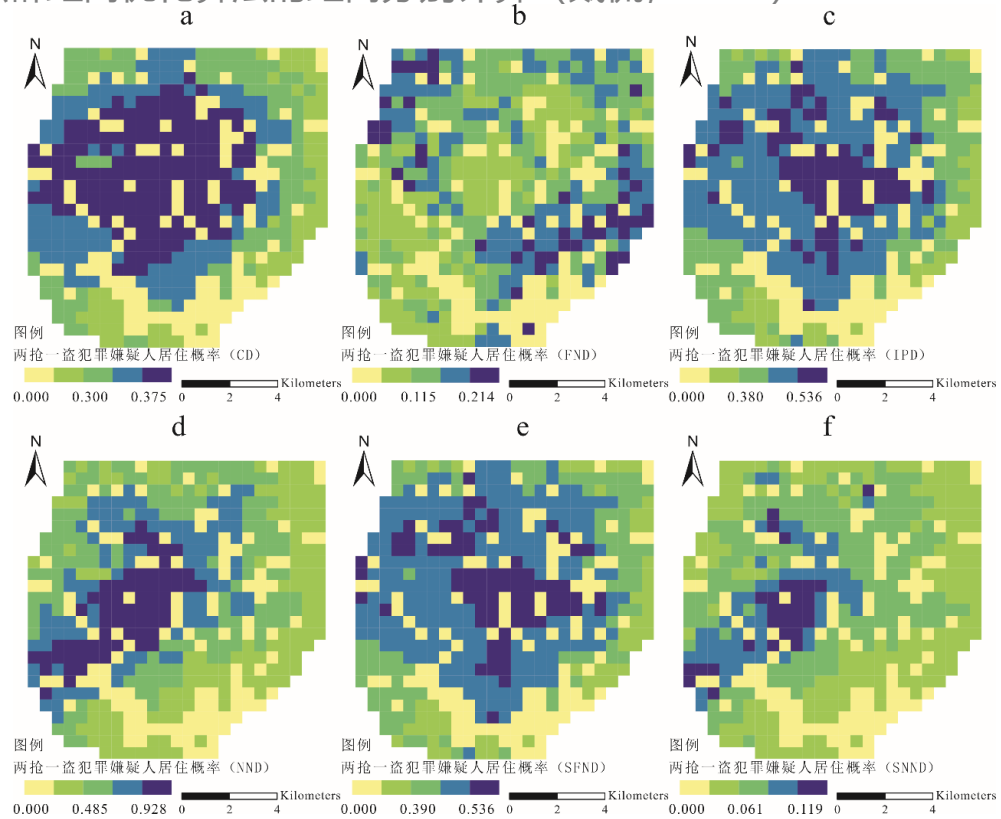 a
b
c
N
N
N
图例
两抢一盗犯罪嫌疑人居住概率（CD）
0.000 0.300 0.375
Kilometers
0 2 4
图例
两抢一盗犯罪嫌疑人居住概率（FND）
0.000 0.115 0.214
Kilometers
0 2 4
图例
两抢一盗犯罪嫌疑人居住概率（IPD）
0.000 0.380 0.536
Kilometers
0 2 4
d
e
f
N
N
N
图例
两抢一盗犯罪嫌疑人居住概率（NND）
0.000 0.485 0.928
Kilometers
0 2 4
图例
两抢一盗犯罪嫌疑人居住概率（SFND）
0.000 0.390 0.536
Kilometers
0 2 4
图例
两抢一盗犯罪嫌疑人居住概率（SNND）
0.000 0.061 0.119
Kilometers
0 2 4